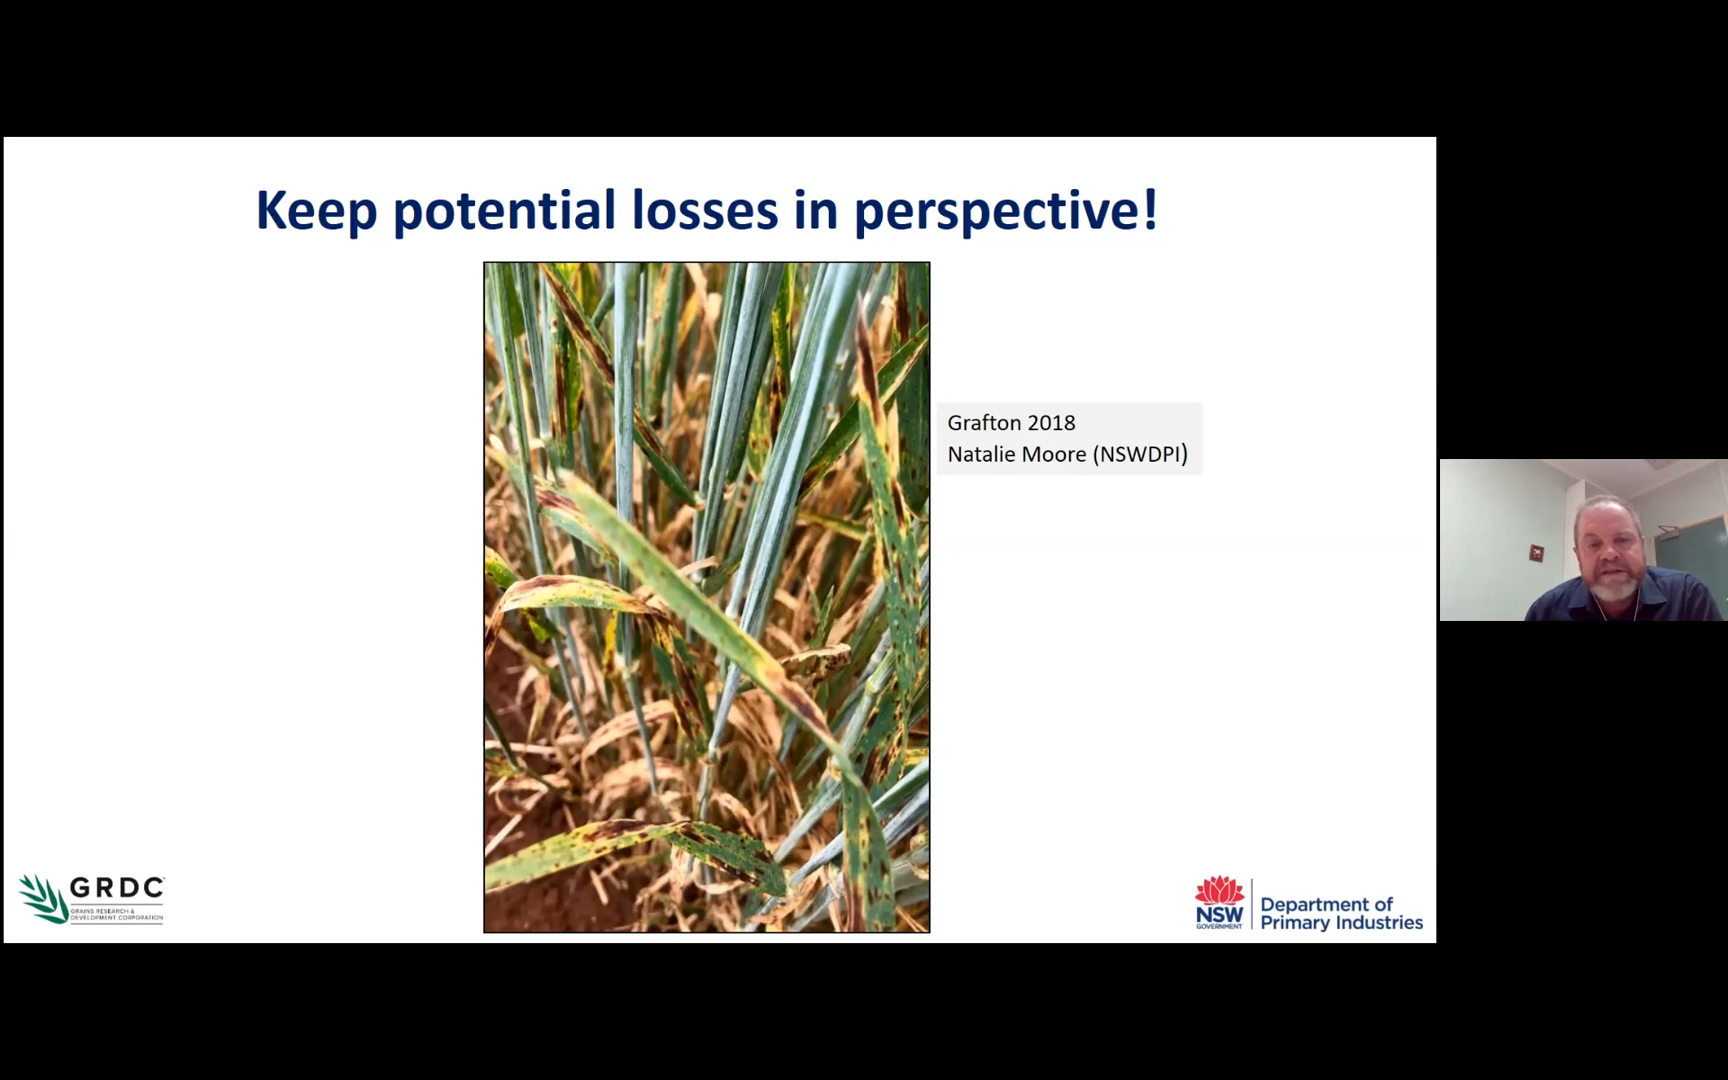 Keep potential losses in perspective!
Grafton 2018
Natalie Moore (NSWDPI)
GRDC
GRAINS RESEARCH &
DEVELOPMENT CORPORATION
NSW
GOVERNMENT
Department of
Primary Industries